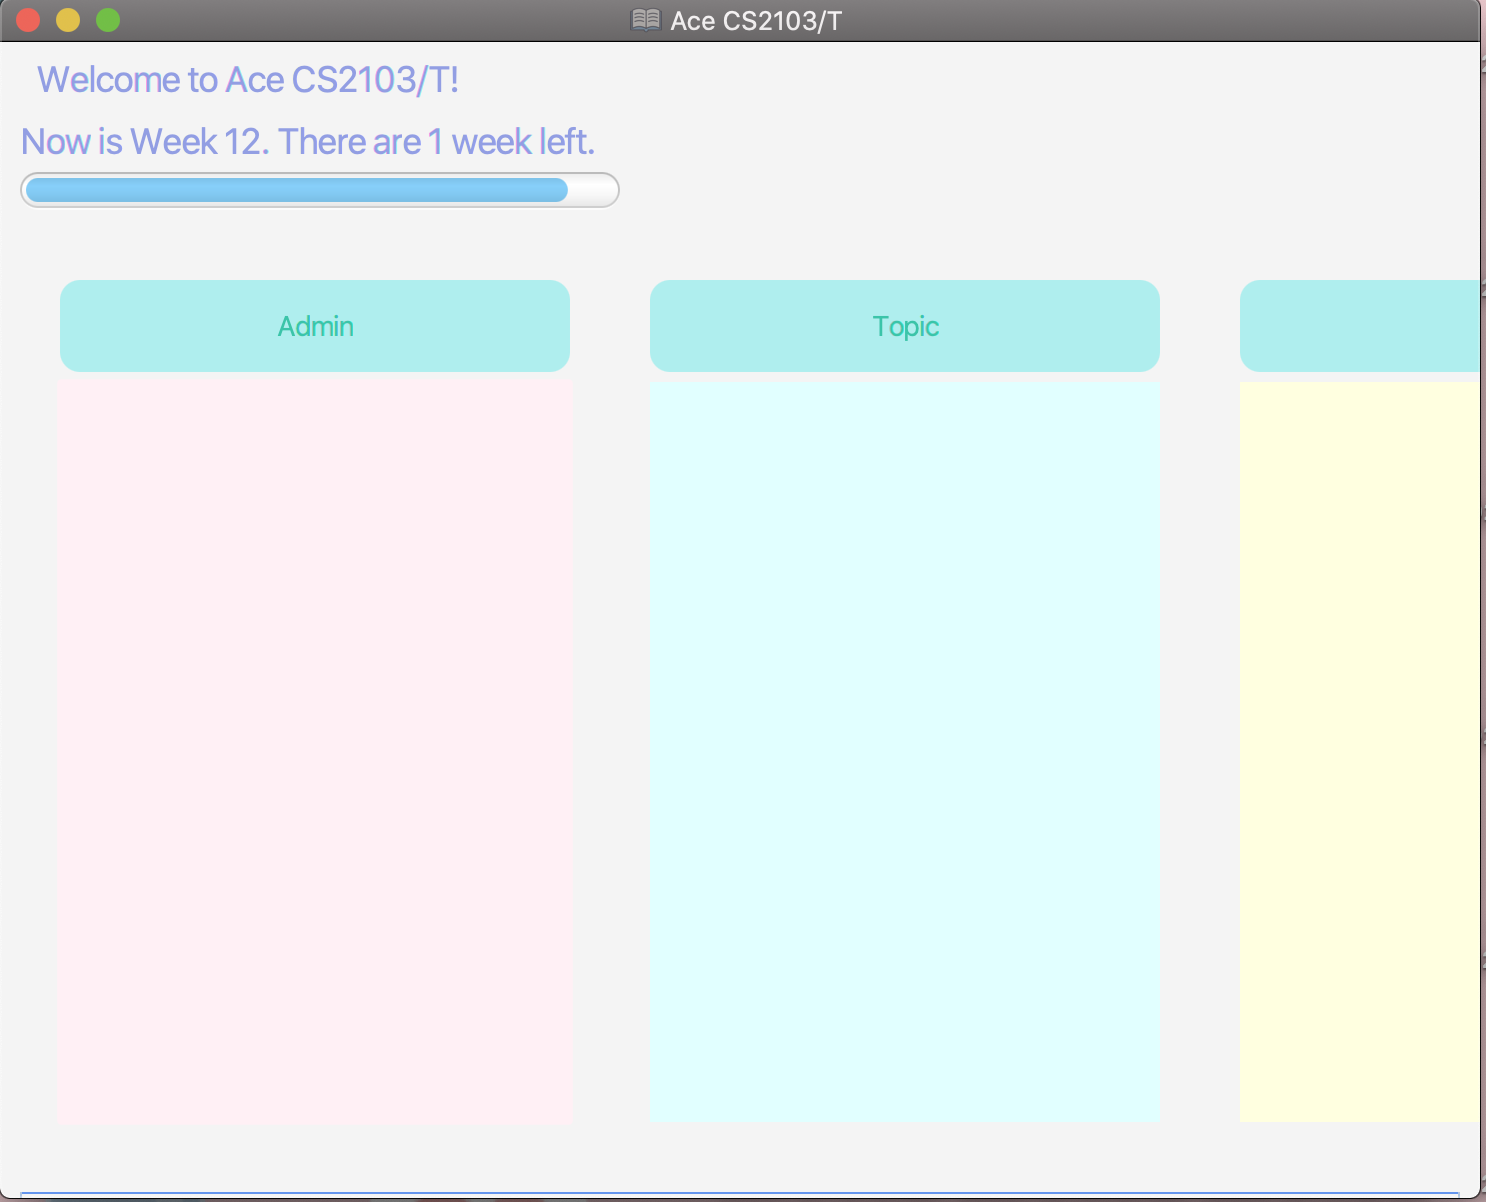 Ace CS2103/T
Welcome to Ace CS2103/T!
Now is Week 12. There are 1 week left.
Admin
Topic